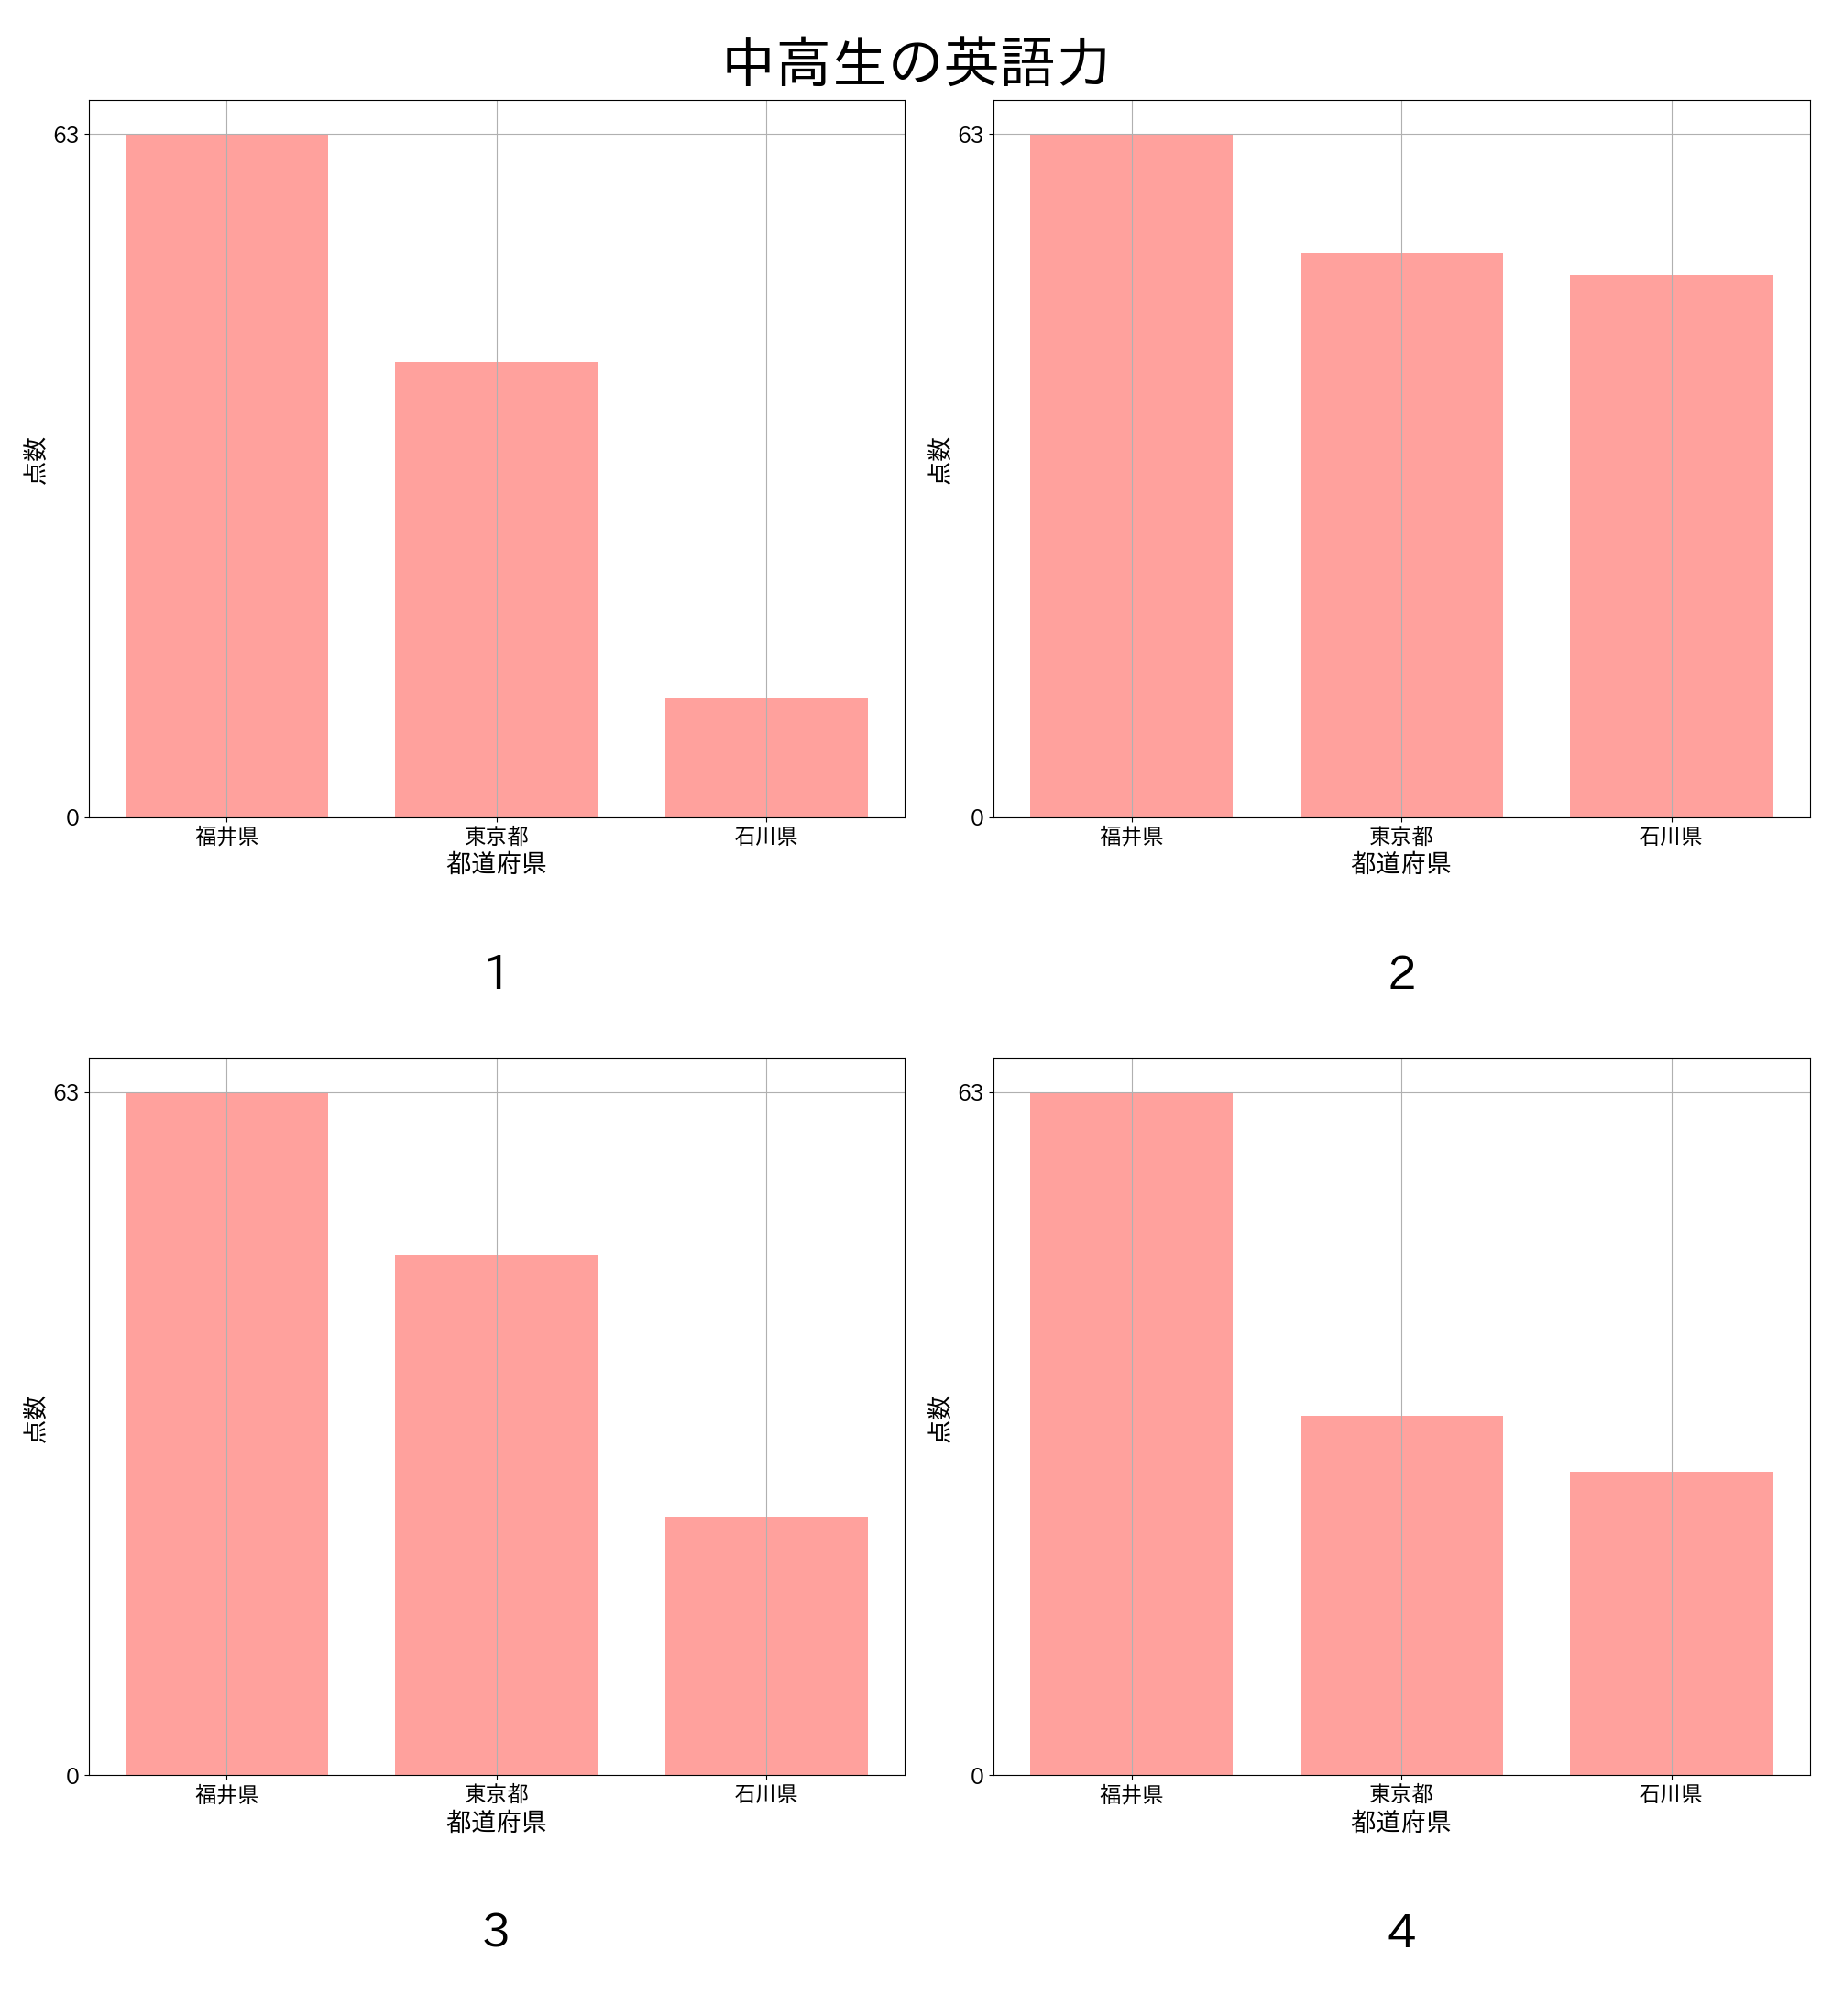 中高生の英語力
63
0
点数
福井県 東京都 石川県
都道府県
1
63
0
点数
福井県 東京都 石川県
都道府県
2
63
0
点数
福井県 東京都 石川県
都道府県
3
63
0
点数
福井県 東京都 石川県
都道府県
4